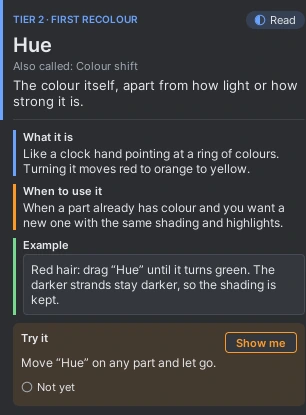 TIER 2 · FIRST RECOLOUR
Read
Hue
Also called: Colour shift
The colour itself, apart from how light or how
strong it is.
What it is
Like a clock hand pointing at a ring of colours.
Turning it moves red to orange to yellow.
When to use it
When a part already has colour and you want a
new one with the same shading and highlights.
Example
Red hair: drag “Hue” until it turns green. The
darker strands stay darker, so the shading is
kept.
Try it
Show me
Move “Hue” on any part and let go.
Not yet